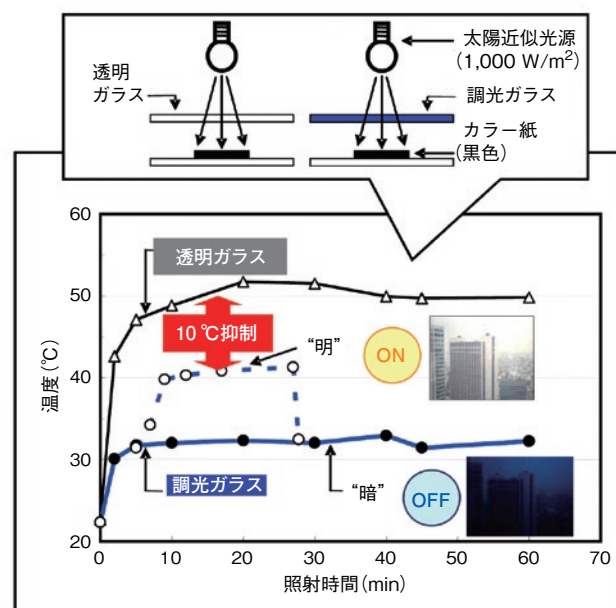 太陽近似光源
(1,000 W/m²)
透明
ガラス
調光ガラス
カラー紙
(黒色)
60
50
40
30
20
温度(℃)
透明ガラス
10 ℃抑制
“明”
ON
調光ガラス
“暗”
OFF
0
10
20
30
40
50
60
70
照射時間(min)